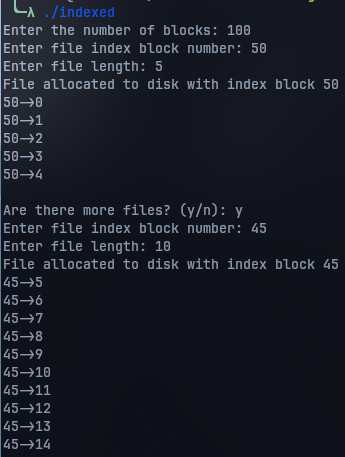 ╰─λ ./indexed
Enter the number of blocks: 100
Enter file index block number: 50
Enter file length: 5
File allocated to disk with index block 50
50->0
50->1
50->2
50->3
50->4
Are there more files? (y/n): y
Enter file index block number: 45
Enter file length: 10
File allocated to disk with index block 45
45->5
45->6
45->7
45->8
45->9
45->10
45->11
45->12
45->13
45->14